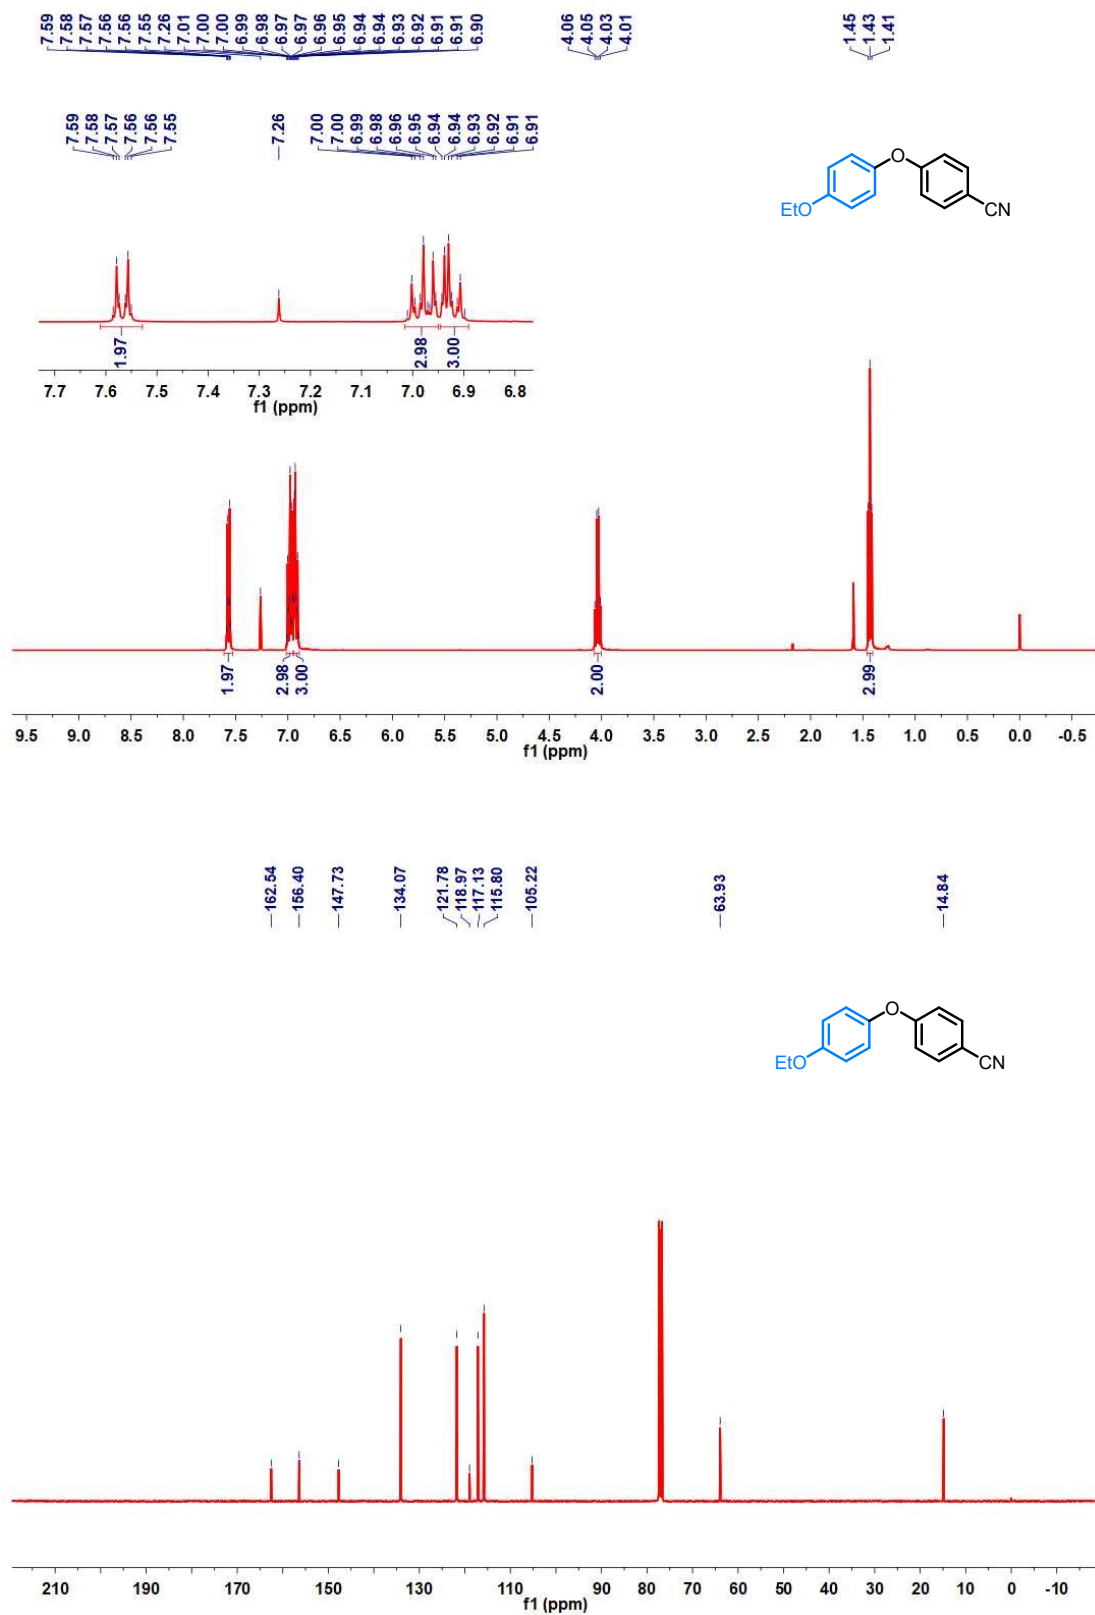 7.59 7.58 7.57 7.56 7.56 7.55 7.26 7.01 7.00 7.00 6.99 6.98 6.97 6.97 6.96 6.95 6.94 6.94 6.93 6.92 6.91 6.91 6.90 4.06 4.05 4.03 4.01 1.45 1.43 1.41
7.59 7.58 7.57 7.56 7.56 7.55 7.26 7.00 7.00 6.99 6.98 6.96 6.95 6.94 6.94 6.93 6.92 6.91 6.91
O
EtO CN
1.97 2.98 3.00
7.7 7.6 7.5 7.4 7.3 7.2 7.1 7.0 6.9 6.8
f1 (ppm)
1.97 2.98 3.00 2.00 2.99
9.5 9.0 8.5 8.0 7.5 7.0 6.5 6.0 5.5 5.0 4.5 4.0 3.5 3.0 2.5 2.0 1.5 1.0 0.5 0.0 -0.5
f1 (ppm)
162.54 156.40 147.73 134.07 121.78 118.97 117.13 115.80 105.22 63.93 14.84
O
EtO CN
210 190 170 150 130 110 90 80 70 60 50 40 30 20 10 0 -10
f1 (ppm)